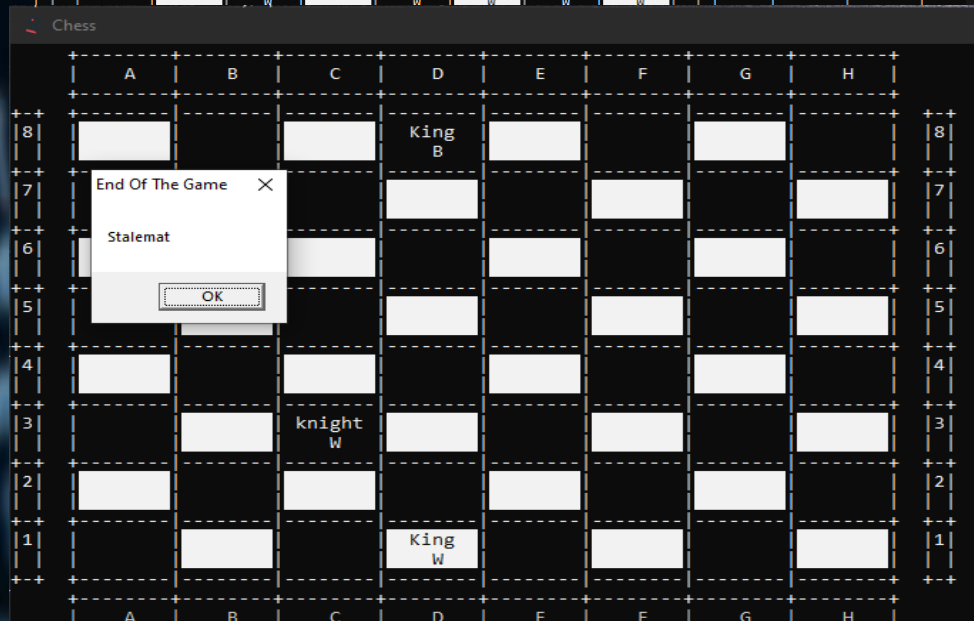 Chess
A B C D E F G H
8 King 8
B
End Of The Game
7 7
Stalemat
6 6
OK
5 5
4 4
3 knight 3
W
2 2
1 King 1
W
A B C D E F G H